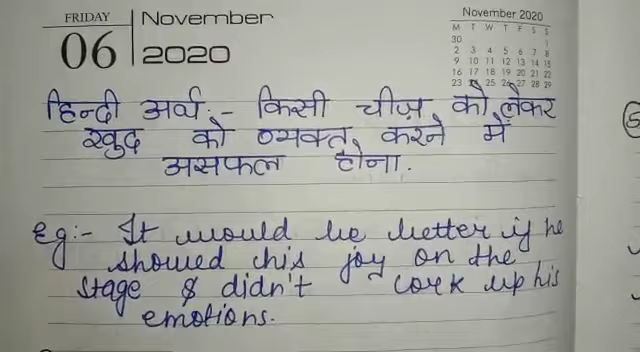 FRIDAY
06
November
2020
November 2020
M T W T F S S
30 1
2 3 4 5 6 7 8
9 10 11 12 13 14 15
16 17 18 19 20 21 22
23 25 26 27 28 29
हिन्दी अर्थ:- किसी चीज़ को लेकर
खुद को व्यक्त करने में
असफल होना.
Eg:- It would be better if he
showed his joy on the
stage & didn't cork up his
emotions.